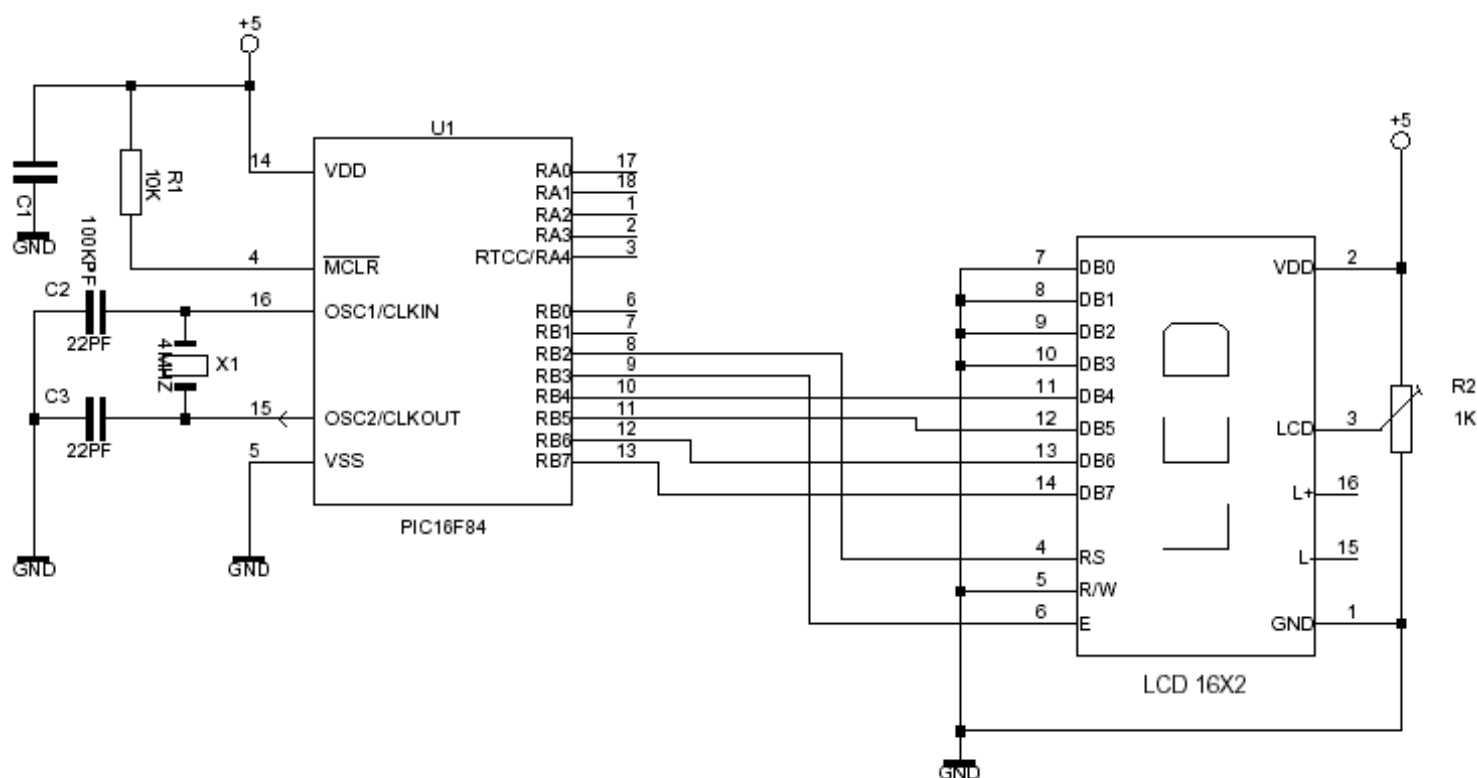 +5
U1
14
VDD
R1
10K
C1
GND
100KPF
4
MCLR
C2
22PF
16
OSC1/CLKIN
4MHZ
X1
C3
22PF
15
OSC2/CLKOUT
5
VSS
GND
GND
PIC16F84
RA0
17
RA1
18
RA2
1
RA3
2
RTCC/RA4
3
RB0
6
RB1
7
RB2
8
RB3
9
RB4
10
RB5
11
RB6
12
RB7
13
+5
7
DB0
8
DB1
9
DB2
10
DB3
11
DB4
12
DB5
13
DB6
14
DB7
4
RS
5
R/W
6
E
VDD
2
LCD
3
R2
1K
L+
16
L-
15
GND
1
LCD 16X2
GND